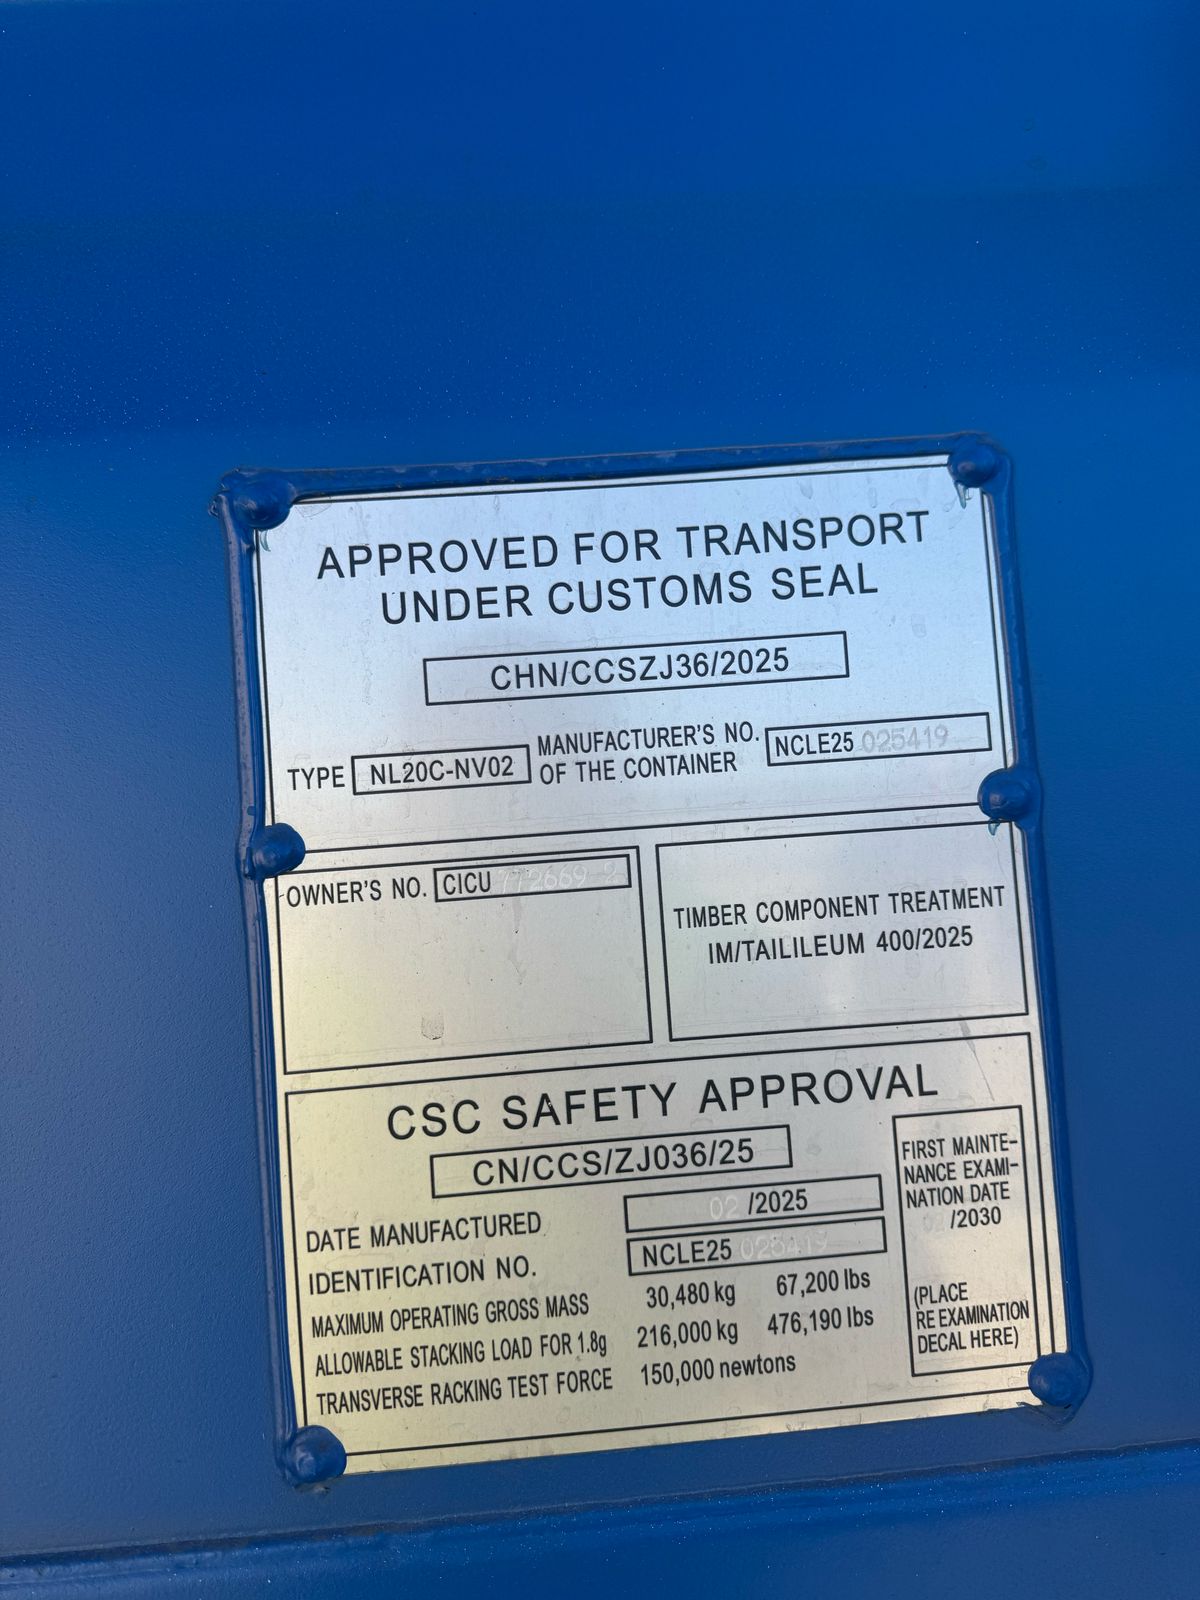 APPROVED FOR TRANSPORT
UNDER CUSTOMS SEAL
CHN/CCSZJ36/2025
TYPE NL20C-NV02
MANUFACTURER'S NO.
OF THE CONTAINER
NCLE25 025419
OWNER'S NO. CICU 772669 2
TIMBER COMPONENT TREATMENT
IM/TAILILEUM 400/2025
CSC SAFETY APPROVAL
CN/CCS/ZJ036/25
DATE MANUFACTURED 02 /2025
IDENTIFICATION NO. NCLE25 025419
MAXIMUM OPERATING GROSS MASS 30,480 kg 67,200 lbs
ALLOWABLE STACKING LOAD FOR 1.8g 216,000 kg 476,190 lbs
TRANSVERSE RACKING TEST FORCE 150,000 newtons
FIRST MAINTE-
NANCE EXAMI-
NATION DATE
02 /2030
(PLACE
RE EXAMINATION
DECAL HERE)